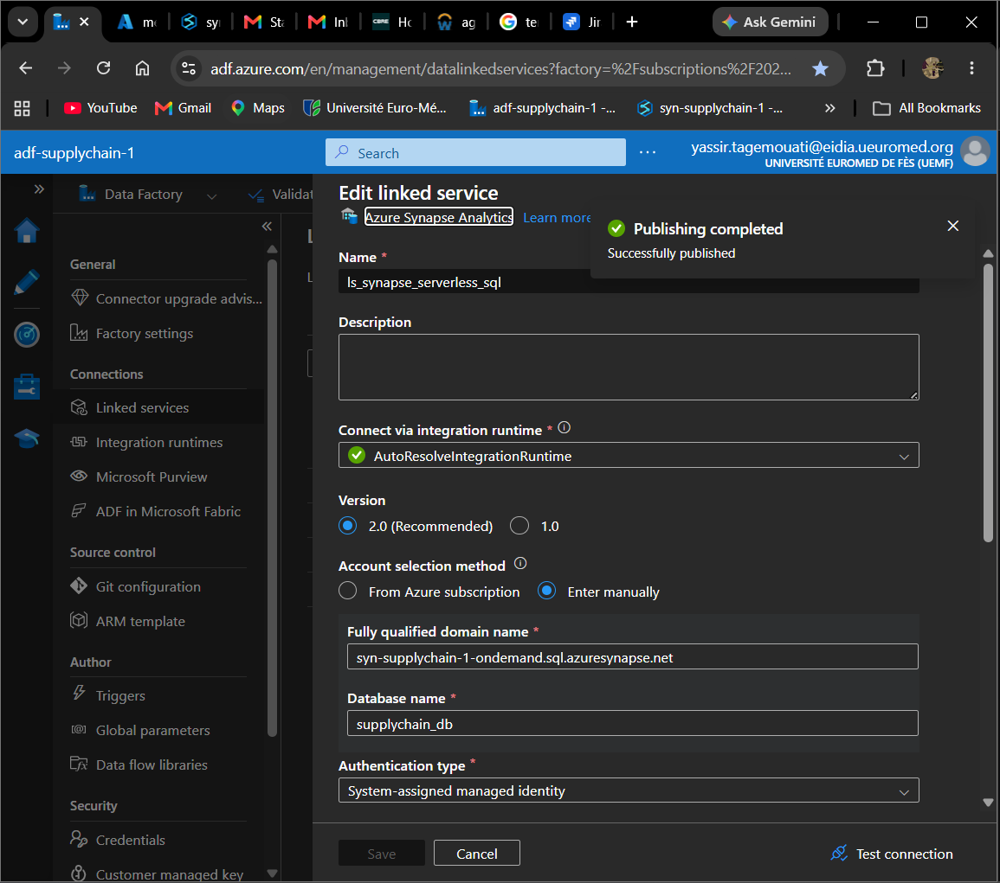 mo
sy
Sta
Inl
CBRE
Ho
ag
te
Jir
Ask Gemini
adf.azure.com/en/management/datalinkedservices?factory=%2Fsubscriptions%2F202...
YouTube
Gmail
Maps
Université Euro-Mé...
adf-supplychain-1 -...
syn-supplychain-1 -...
»
All Bookmarks
adf-supplychain-1
Search
...
yassir.tagemouati@eidia.ueuromed.org
UNIVERSITÉ EUROMED DE FÈS (UEMF)
Data Factory
Validat
General
Connector upgrade advis...
Factory settings
Connections
Linked services
Integration runtimes
Microsoft Purview
ADF in Microsoft Fabric
Source control
Git configuration
ARM template
Author
Triggers
Global parameters
Data flow libraries
Security
Credentials
Customer managed key
Edit linked service
Azure Synapse Analytics
Learn more
Publishing completed
Successfully published
Name *
ls_synapse_serverless_sql
Description
Connect via integration runtime *
AutoResolveIntegrationRuntime
Version
2.0 (Recommended)
1.0
Account selection method
From Azure subscription
Enter manually
Fully qualified domain name *
syn-supplychain-1-ondemand.sql.azuresynapse.net
Database name *
supplychain_db
Authentication type *
System-assigned managed identity
Save
Cancel
Test connection